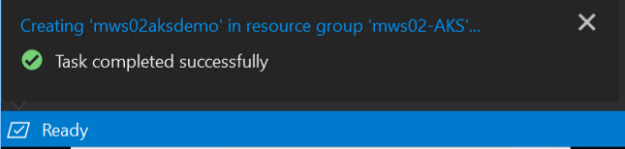 Creating 'mws02aksdemo' in resource group 'mws02-AKS'...
Task completed successfully
Ready